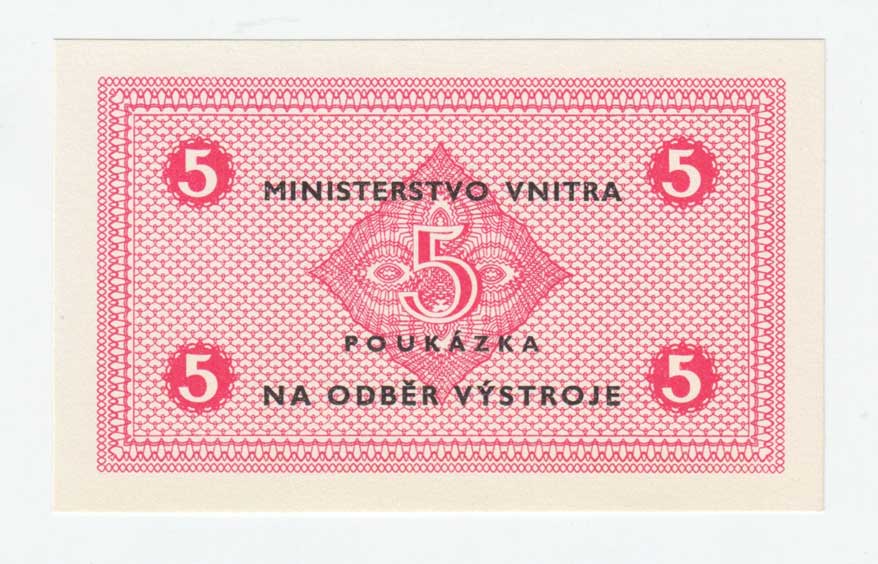 5 5
MINISTERSTVO VNITRA
5
POUKÁZKA
NA ODBĚR VÝSTROJE
5 5